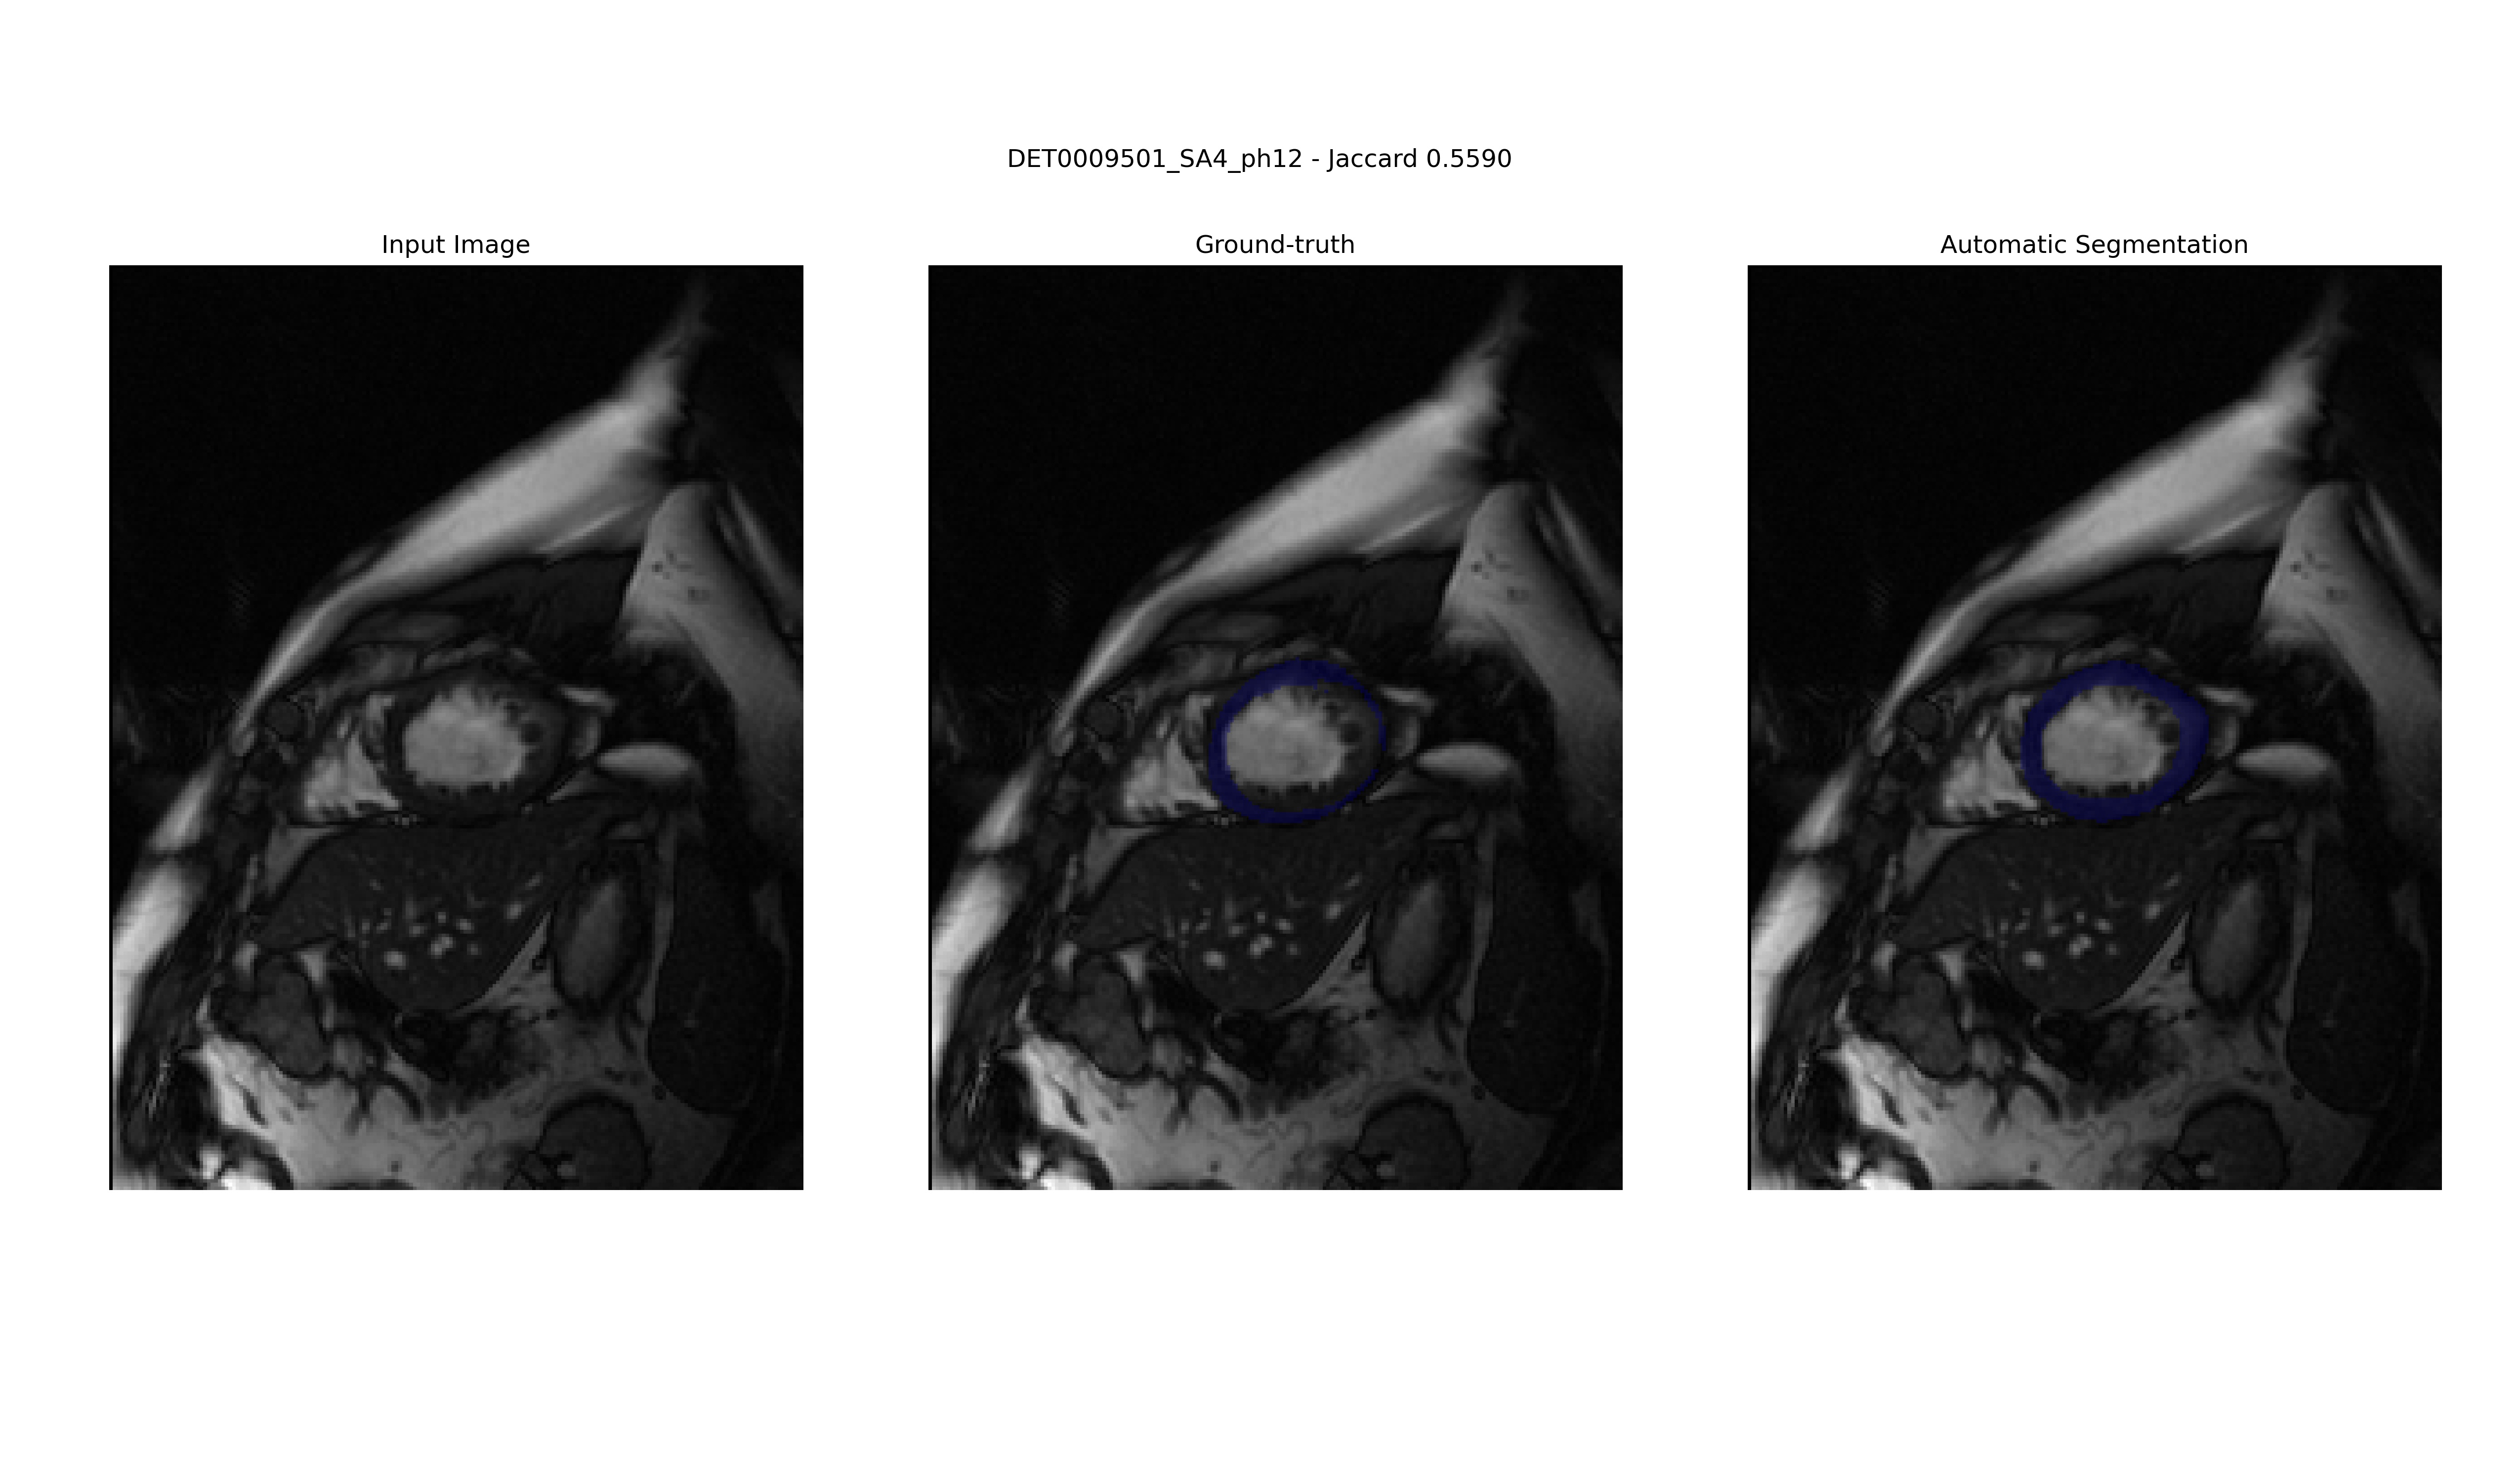 DET0009501_SA4_ph12 - Jaccard 0.5590
Input Image
Ground-truth
Automatic Segmentation